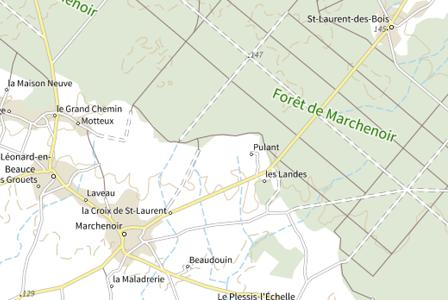 henoir
St-Laurent-des-Bois
145
147
la Maison Neuve
Forêt de Marchenoir
le Grand Chemin
Motteux
Pulant
Léonard-en-
Beauce
s Grouets
les Landes
Laveau
la Croix de St-Laurent
Marchenoir
Beaudouin
la Maladrerie
129
Le Plessis-l'Échelle